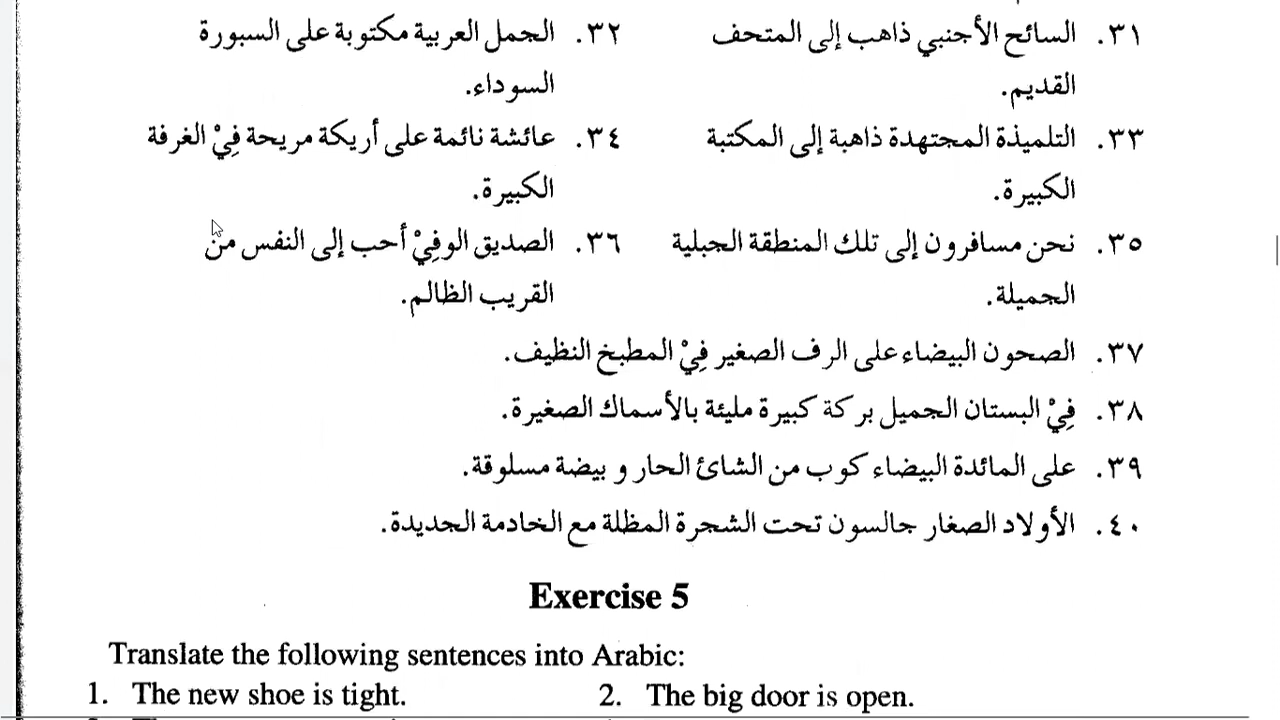 ٣١. السائح الأجنبي ذاهب إلى المتحف
القديم.
٣٢. الجمل العربية مكتوبة على السبورة
السوداء.
٣٣. التلميذة المجتهدة ذاهبة إلى المكتبة
الكبيرة.
٣٤. عائشة نائمة على أريكة مريحة فِيْ الغرفة
الكبيرة.
٣٥. نحن مسافرون إلى تلك المنطقة الجبلية
الجميلة.
٣٦. الصديق الوفِيْ أحب إلى النفس من
القريب الظالم.
٣٧. الصحون البيضاء على الرف الصغير فِيْ المطبخ النظيف.
٣٨. فِيْ البستان الجميل بركة كبيرة مليئة بالأسماك الصغيرة.
٣٩. على المائدة البيضاء كوب من الشائ الحار و بيضة مسلوقة.
٤٠. الأولاد الصغار جالسون تحت الشجرة المظلة مع الخادمة الجديدة.
Exercise 5
Translate the following sentences into Arabic:
1. The new shoe is tight.
2. The big door is open.